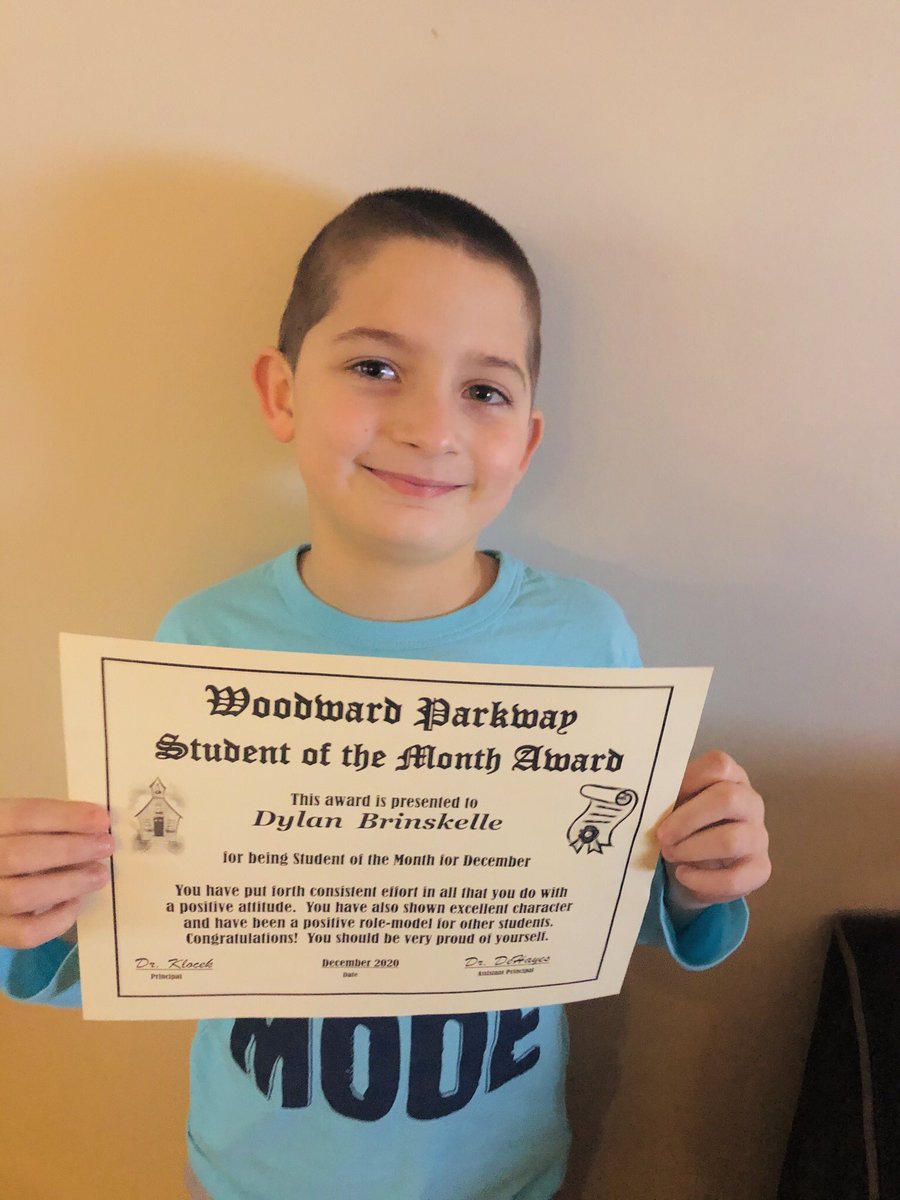 Woodward Parkway
Student of the Month Award
This award is presented to
Dylan Brinskelle
for being Student of the Month for December
You have put forth consistent effort in all that you do with
a positive attitude. You have also shown excellent character
and have been a positive role-model for other students.
Congratulations! You should be very proud of yourself.
Dr. Klocek
Principal
December 2020
Date
Dr. DeHayes
Assistant Principal
MODE